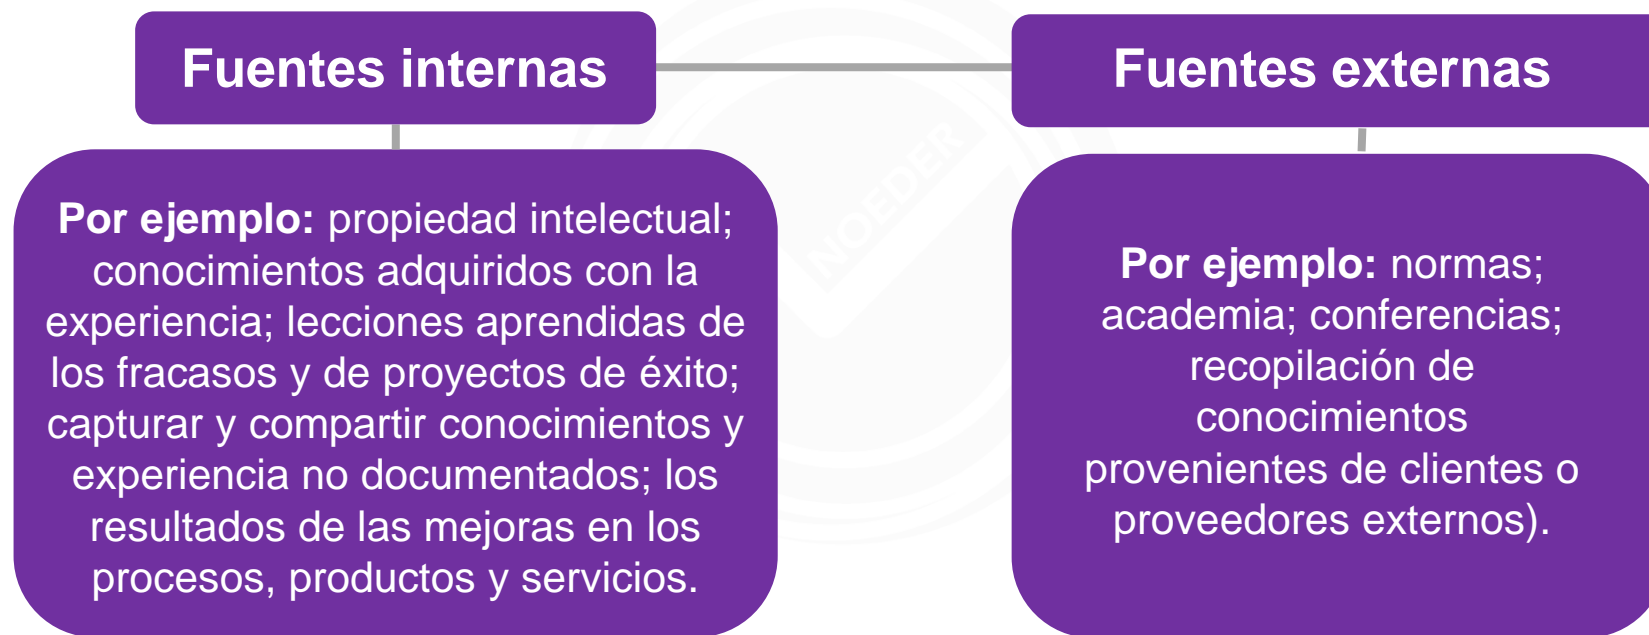 Fuentes internas
Por ejemplo: propiedad intelectual;
conocimientos adquiridos con la
experiencia; lecciones aprendidas de
los fracasos y de proyectos de éxito;
capturar y compartir conocimientos y
experiencia no documentados; los
resultados de las mejoras en los
procesos, productos y servicios.
Fuentes externas
Por ejemplo: normas;
academia; conferencias;
recopilación de
conocimientos
provenientes de clientes o
proveedores externos).
NOEDER